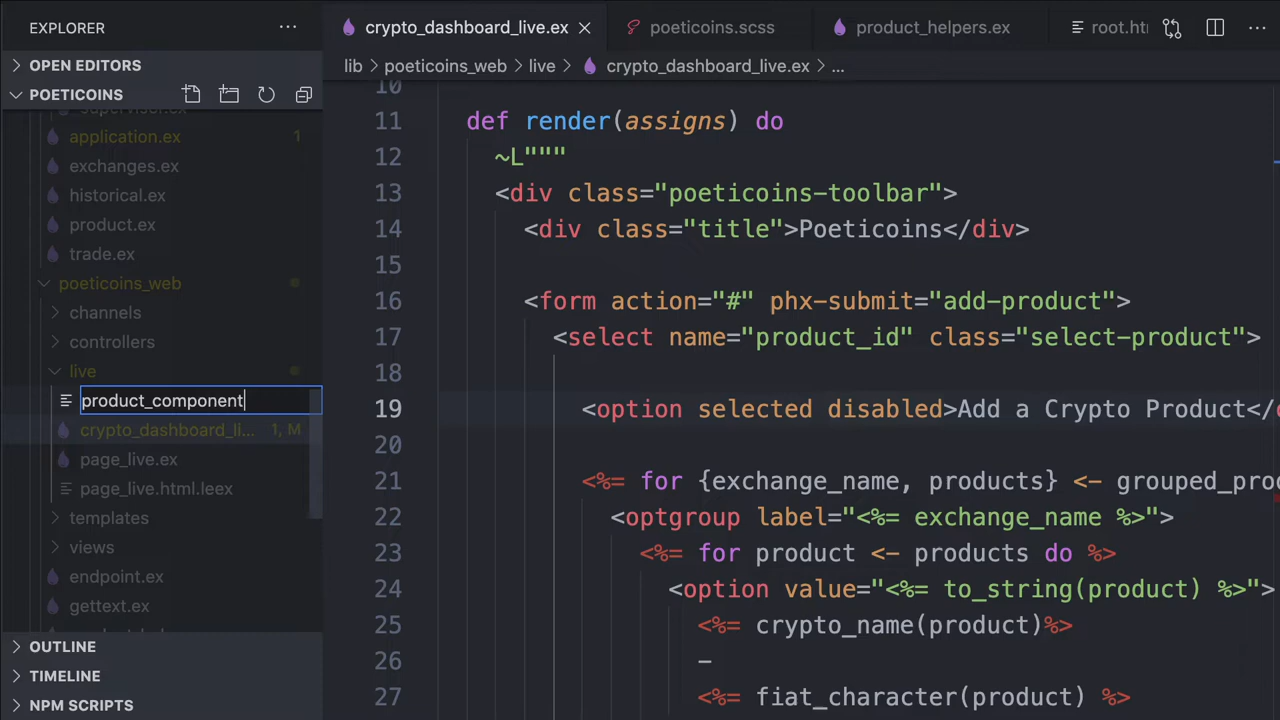 EXPLORER
OPEN EDITORS
POETICOINS
supervisor.ex
application.ex 1
exchanges.ex
historical.ex
product.ex
trade.ex
poeticoins_web
channels
controllers
live
product_component
crypto_dashboard_li... 1, M
page_live.ex
page_live.html.leex
templates
views
endpoint.ex
gettext.ex
OUTLINE
TIMELINE
NPM SCRIPTS
crypto_dashboard_live.ex
poeticoins.scss
product_helpers.ex
root.ht
lib > poeticoins_web > live > crypto_dashboard_live.ex > ...
10
11 def render(assigns) do
12 ~L"""
13 <div class="poeticoins-toolbar">
14 <div class="title">Poeticoins</div>
15
16 <form action="#" phx-submit="add-product">
17 <select name="product_id" class="select-product">
18
19 <option selected disabled>Add a Crypto Product</
20
21 <%= for {exchange_name, products} <- grouped_pro
22 <optgroup label="<%= exchange_name %>">
23 <%= for product <- products do %>
24 <option value="<%= to_string(product) %>">
25 <%= crypto_name(product)%>
26 –
27 <%= fiat_character(product) %>